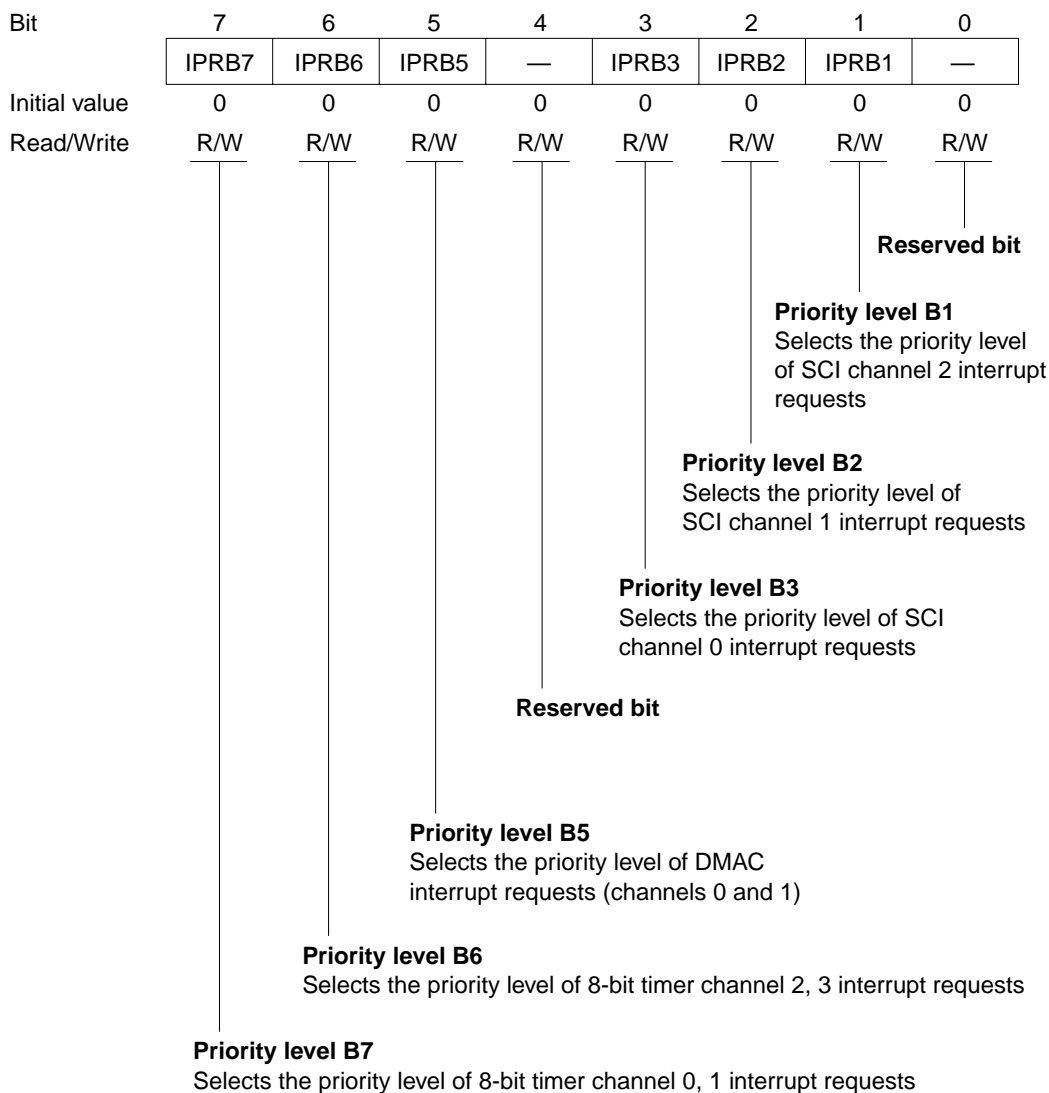 Bit 7 6 5 4 3 2 1 0
IPRB7 IPRB6 IPRB5 — IPRB3 IPRB2 IPRB1 —
Initial value 0 0 0 0 0 0 0 0
Read/Write R/W R/W R/W R/W R/W R/W R/W R/W
Reserved bit
Priority level B1
Selects the priority level
of SCI channel 2 interrupt
requests
Priority level B2
Selects the priority level of
SCI channel 1 interrupt requests
Priority level B3
Selects the priority level of SCI
channel 0 interrupt requests
Reserved bit
Priority level B5
Selects the priority level of DMAC
interrupt requests (channels 0 and 1)
Priority level B6
Selects the priority level of 8-bit timer channel 2, 3 interrupt requests
Priority level B7
Selects the priority level of 8-bit timer channel 0, 1 interrupt requests